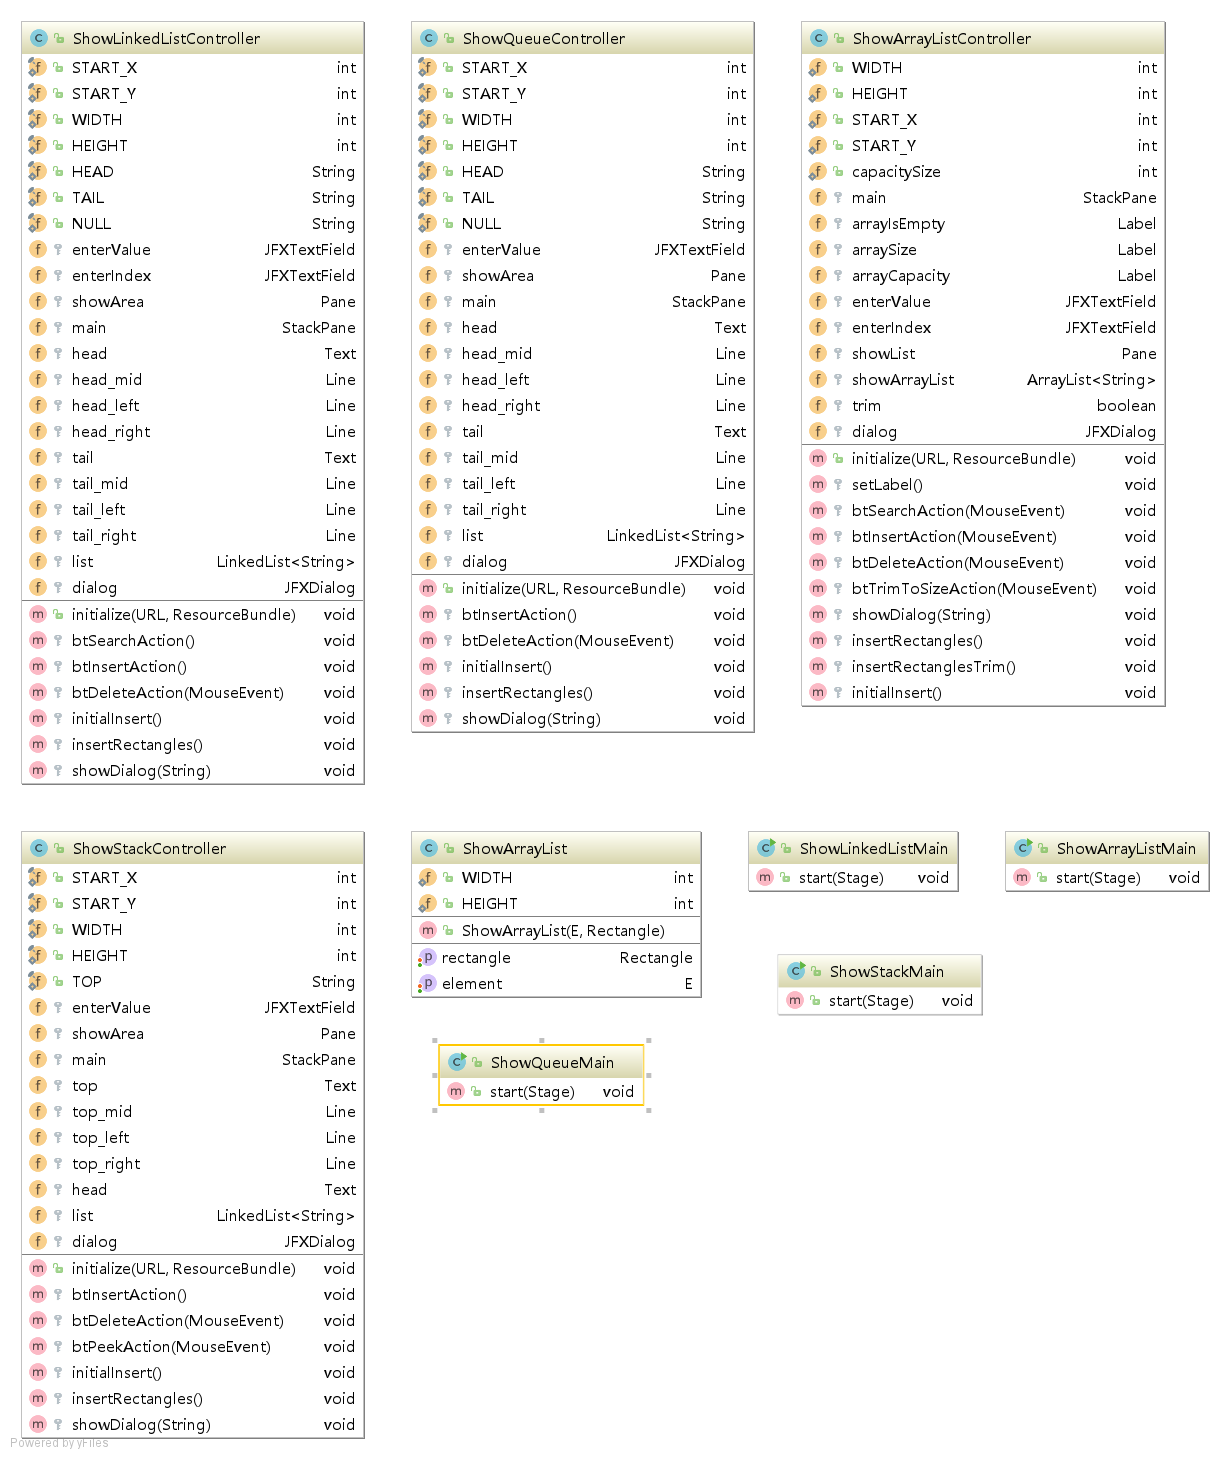 ShowLinkedListController
START_X int
START_Y int
WIDTH int
HEIGHT int
HEAD String
TAIL String
NULL String
enterValue JFXTextField
enterIndex JFXTextField
showArea Pane
main StackPane
head Text
head_mid Line
head_left Line
head_right Line
tail Text
tail_mid Line
tail_left Line
tail_right Line
list LinkedList<String>
dialog JFXDialog
initialize(URL, ResourceBundle) void
btSearchAction() void
btInsertAction() void
btDeleteAction(MouseEvent) void
initialInsert() void
insertRectangles() void
showDialog(String) void
ShowQueueController
START_X int
START_Y int
WIDTH int
HEIGHT int
HEAD String
TAIL String
NULL String
enterValue JFXTextField
showArea Pane
main StackPane
head Text
head_mid Line
head_left Line
head_right Line
tail Text
tail_mid Line
tail_left Line
tail_right Line
list LinkedList<String>
dialog JFXDialog
initialize(URL, ResourceBundle) void
btInsertAction() void
btDeleteAction(MouseEvent) void
initialInsert() void
insertRectangles() void
showDialog(String) void
ShowArrayListController
WIDTH int
HEIGHT int
START_X int
START_Y int
capacitySize int
main StackPane
arrayIsEmpty Label
arraySize Label
arrayCapacity Label
enterValue JFXTextField
enterIndex JFXTextField
showList Pane
showArrayList ArrayList<String>
trim boolean
dialog JFXDialog
initialize(URL, ResourceBundle) void
setLabel() void
btSearchAction(MouseEvent) void
btInsertAction(MouseEvent) void
btDeleteAction(MouseEvent) void
btTrimToSizeAction(MouseEvent) void
showDialog(String) void
insertRectangles() void
insertRectanglesTrim() void
initialInsert() void
ShowStackController
START_X int
START_Y int
WIDTH int
HEIGHT int
TOP String
enterValue JFXTextField
showArea Pane
main StackPane
top Text
top_mid Line
top_left Line
top_right Line
head Text
list LinkedList<String>
dialog JFXDialog
initialize(URL, ResourceBundle) void
btInsertAction() void
btDeleteAction(MouseEvent) void
btPeekAction(MouseEvent) void
initialInsert() void
insertRectangles() void
showDialog(String) void
ShowArrayList
WIDTH int
HEIGHT int
ShowArrayList(E, Rectangle)
rectangle Rectangle
element E
ShowLinkedListMain
start(Stage) void
ShowArrayListMain
start(Stage) void
ShowStackMain
start(Stage) void
ShowQueueMain
start(Stage) void
Powered by yFiles